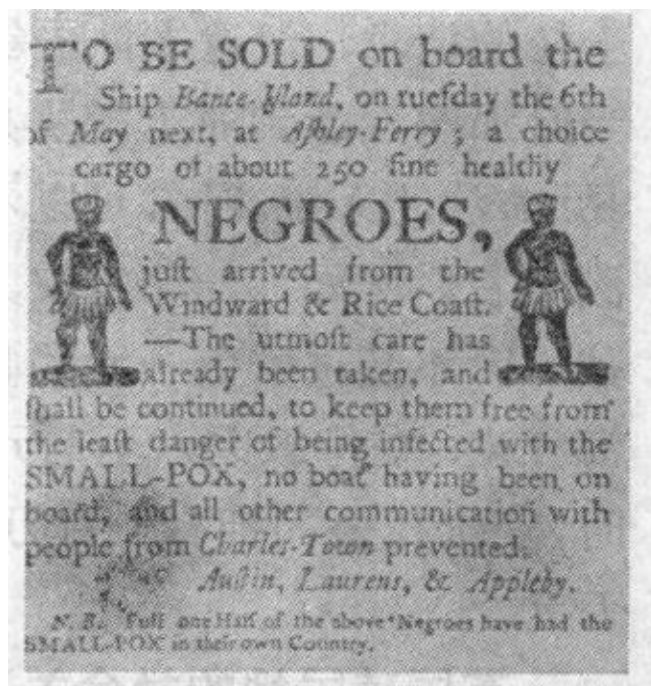 TO BE SOLD on board the
Ship Bance-Yland, on tuesday the 6th
of May next, at Ashley-Ferry; a choice
cargo of about 250 fine healthy
NEGROES,
just arrived from the
Windward & Rice Coast.
—The utmost care has
already been taken, and
shall be continued, to keep them free from
the least danger of being infected with the
SMALL-POX, no boat having been on
board, and all other communication with
people from Charles-Town prevented.
Austin, Laurens, & Appleby.
N. B. Full one Half of the above Negroes have had the
SMALL-POX in their own Country.